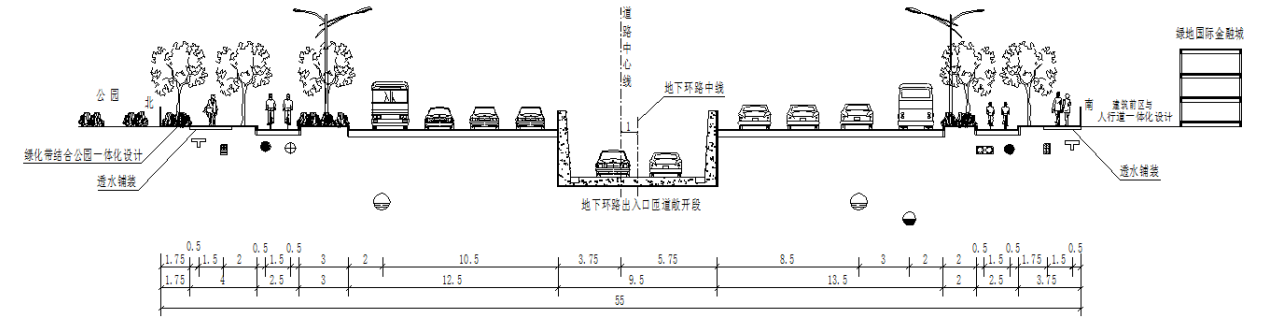 道路中心线
绿地国际金融城
地下环路中线
公园
北
南
建筑前区与
人行道一体化设计
1
绿化带结合公园一体化设计
透水铺装
透水铺装
地下环路出入口匝道敞开段
0.5 0.5 0.5 0.5 0.5 0.5
1.75 1.5 2 1.5 3 2 10.5 3.75 5.75 8.5 3 2 2 1.5 1.75 1.5
1.75 4 2.5 3 12.5 9.5 13.5 2 2.5 3.75
55